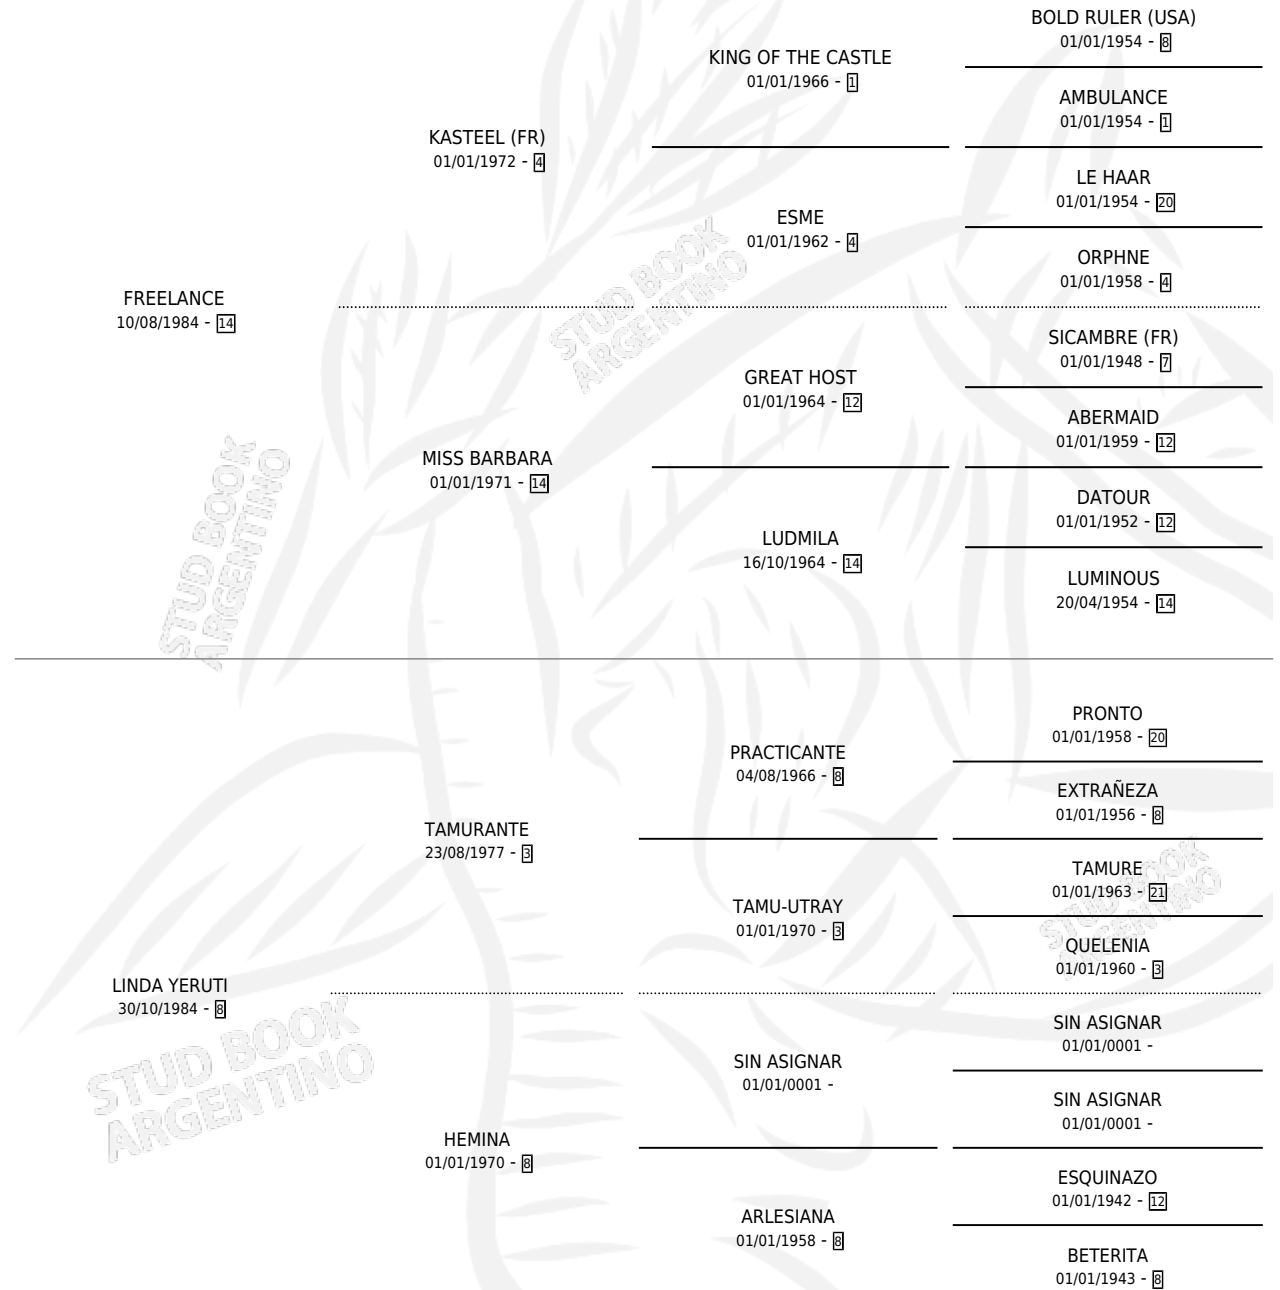 BOLD RULER (USA)
01/01/1954 - 8
KING OF THE CASTLE
01/01/1966 - 1
AMBULANCE
01/01/1954 - 1
KASTEEL (FR)
01/01/1972 - 4
LE HAAR
01/01/1954 - 20
ESME
01/01/1962 - 4
ORPHNE
01/01/1958 - 4
FREELANCE
10/08/1984 - 14
SICAMBRE (FR)
01/01/1948 - 7
GREAT HOST
01/01/1964 - 12
ABERMAID
01/01/1959 - 12
MISS BARBARA
01/01/1971 - 14
DATOUR
01/01/1952 - 12
LUDMILA
16/10/1964 - 14
LUMINOUS
20/04/1954 - 14
PRONTO
01/01/1958 - 20
PRACTICANTE
04/08/1966 - 8
EXTRAÑEZA
01/01/1956 - 8
TAMURANTE
23/08/1977 - 3
TAMURE
01/01/1963 - 21
TAMU-UTRAY
01/01/1970 - 3
QUELENIA
01/01/1960 - 3
LINDA YERUTI
30/10/1984 - 8
SIN ASIGNAR
01/01/0001 -
SIN ASIGNAR
01/01/0001 -
SIN ASIGNAR
01/01/0001 -
HEMINA
01/01/1970 - 8
ESQUINAZO
01/01/1942 - 12
ARLESIANA
01/01/1958 - 8
BETERITA
01/01/1943 - 8
STUD BOOK
ARGENTINO
STUD BOOK
ARGENTINO
STUD BOOK
ARGENTINO
STUD BOOK
ARGENTINO